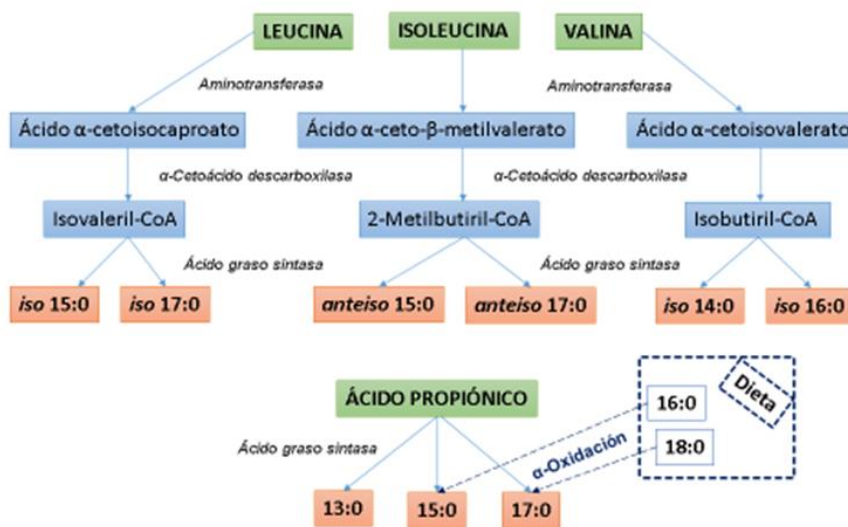 LEUCINA ISOLEUCINA VALINA
Aminotransferasa Aminotransferasa
Ácido α-cetoisocaproato Ácido α-ceto-β-metilvalerato Ácido α-cetoisovalerato
α-Cetoácido descarboxilasa α-Cetoácido descarboxilasa
Isovaleril-CoA 2-Metilbutiril-CoA Isobutiril-CoA
Ácido graso sintasa Ácido graso sintasa
iso 15:0 iso 17:0 anteiso 15:0 anteiso 17:0 iso 14:0 iso 16:0
Dieta
ÁCIDO PROPIÓNICO 16:0
Ácido graso sintasa α-Oxidación 18:0
13:0 15:0 17:0